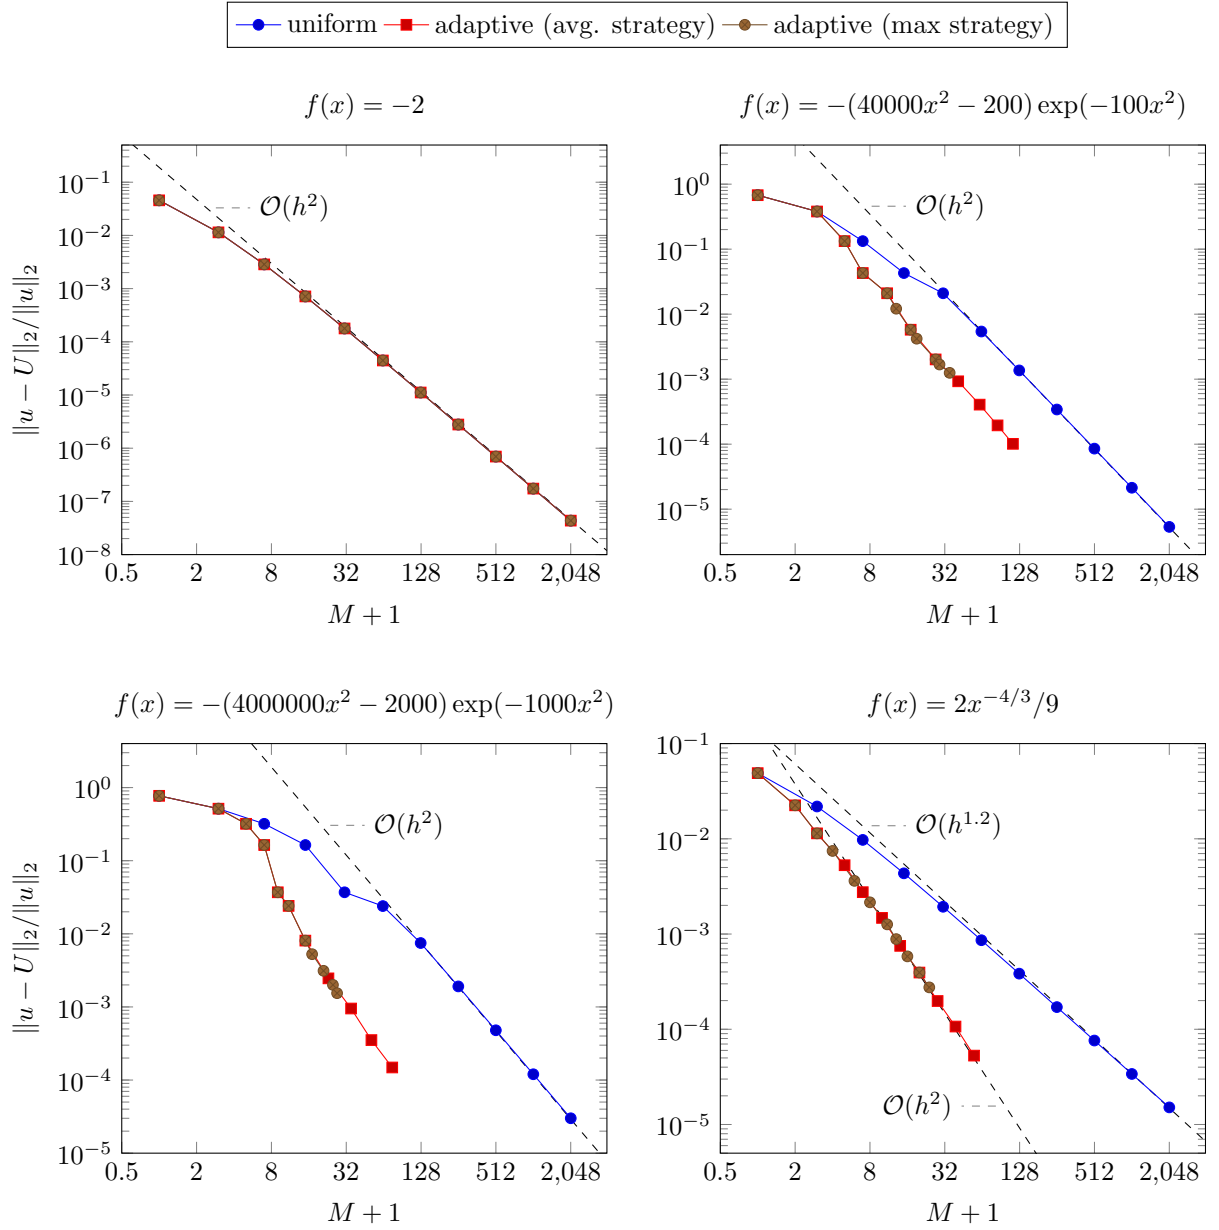 uniform adaptive (avg. strategy) adaptive (max strategy)
f(x) = −2
10⁻¹
10⁻²
10⁻³
10⁻⁴
10⁻⁵
10⁻⁶
10⁻⁷
10⁻⁸
0.5 2 8 32 128 512 2,048
M + 1
‖u − U‖₂/‖u‖₂
𝒪(h²)
f(x) = −(40000x² − 200) exp(−100x²)
10⁰
10⁻¹
10⁻²
10⁻³
10⁻⁴
10⁻⁵
0.5 2 8 32 128 512 2,048
M + 1
𝒪(h²)
f(x) = −(4000000x² − 2000) exp(−1000x²)
10⁰
10⁻¹
10⁻²
10⁻³
10⁻⁴
10⁻⁵
0.5 2 8 32 128 512 2,048
M + 1
‖u − U‖₂/‖u‖₂
𝒪(h²)
f(x) = 2x^{−4/3}/9
10⁻¹
10⁻²
10⁻³
10⁻⁴
10⁻⁵
0.5 2 8 32 128 512 2,048
M + 1
𝒪(h^{1.2})
𝒪(h²)